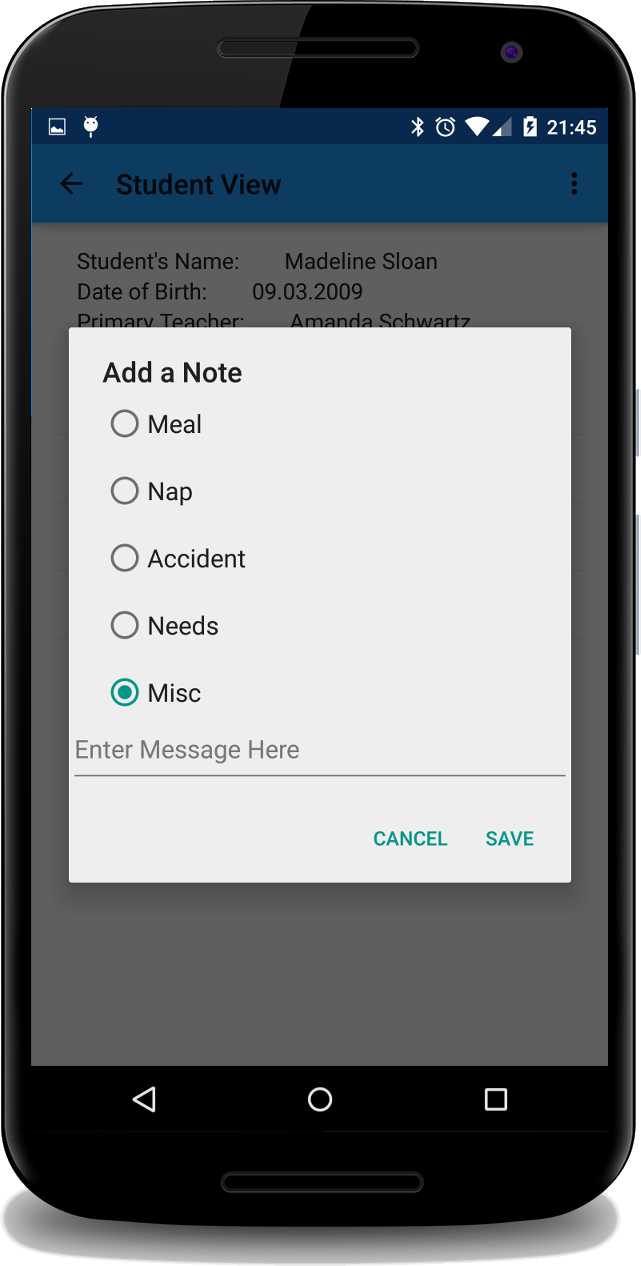 21:45
Student View
Student's Name: Madeline Sloan
Date of Birth: 09.03.2009
Primary Teacher: Amanda Schwartz
Add a Note
Meal
Nap
Accident
Needs
Misc
Enter Message Here
CANCEL SAVE